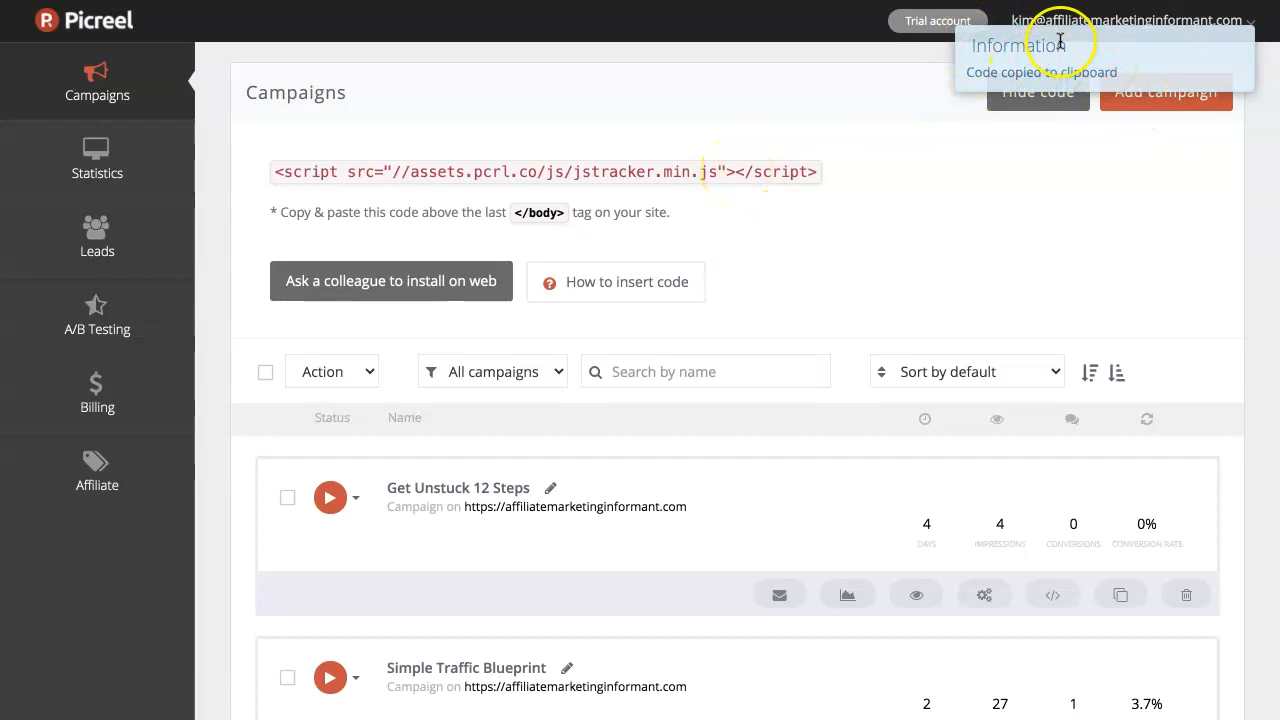 Picreel
Trial account
kim@affiliatemarketinginformant.com
Information
Code copied to clipboard
Campaigns
Statistics
Leads
A/B Testing
Billing
Affiliate
Campaigns
Hide code
Add campaign
<script src="//assets.pcrl.co/js/jstracker.min.js"></script>
* Copy & paste this code above the last </body> tag on your site.
Ask a colleague to install on web
How to insert code
Action
All campaigns
Search by name
Sort by default
Status
Name
Get Unstuck 12 Steps
Campaign on https://affiliatemarketinginformant.com
4 4 0 0%
DAYS IMPRESSIONS CONVERSIONS CONVERSION RATE
Simple Traffic Blueprint
Campaign on https://affiliatemarketinginformant.com
2 27 1 3.7%